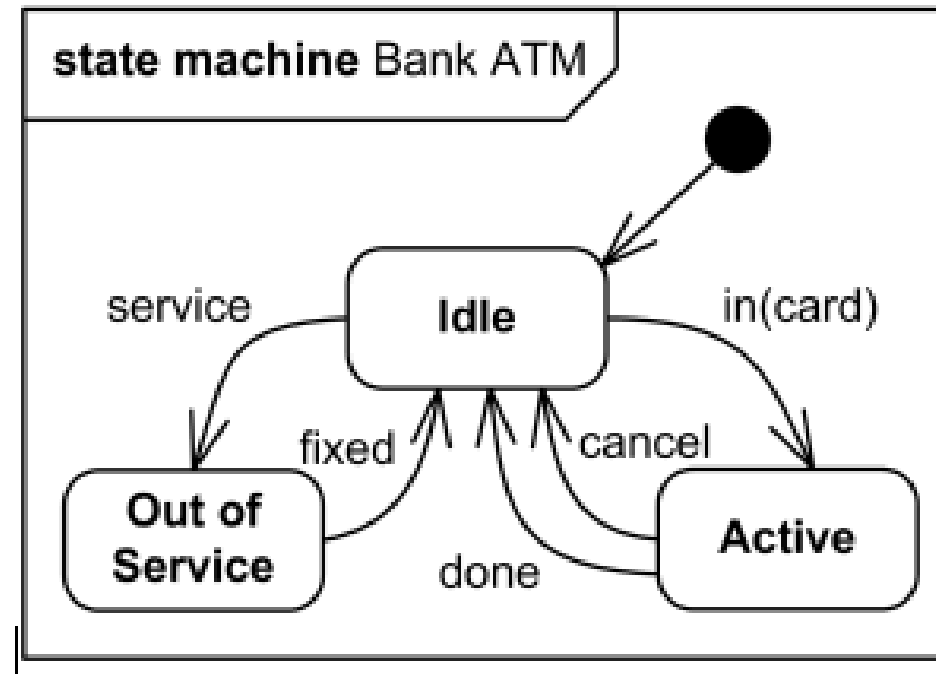 state machine Bank ATM
service
Idle
in(card)
fixed
cancel
Out of
Service
done
Active